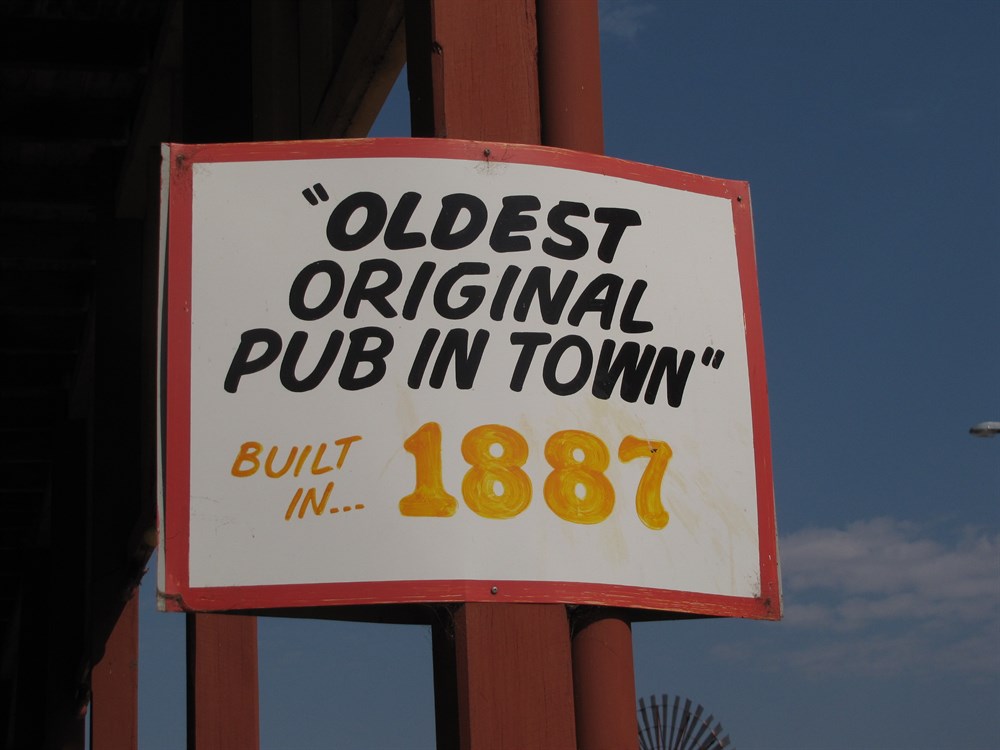 "OLDEST
ORIGINAL
PUB IN TOWN"
BUILT
IN... 1887